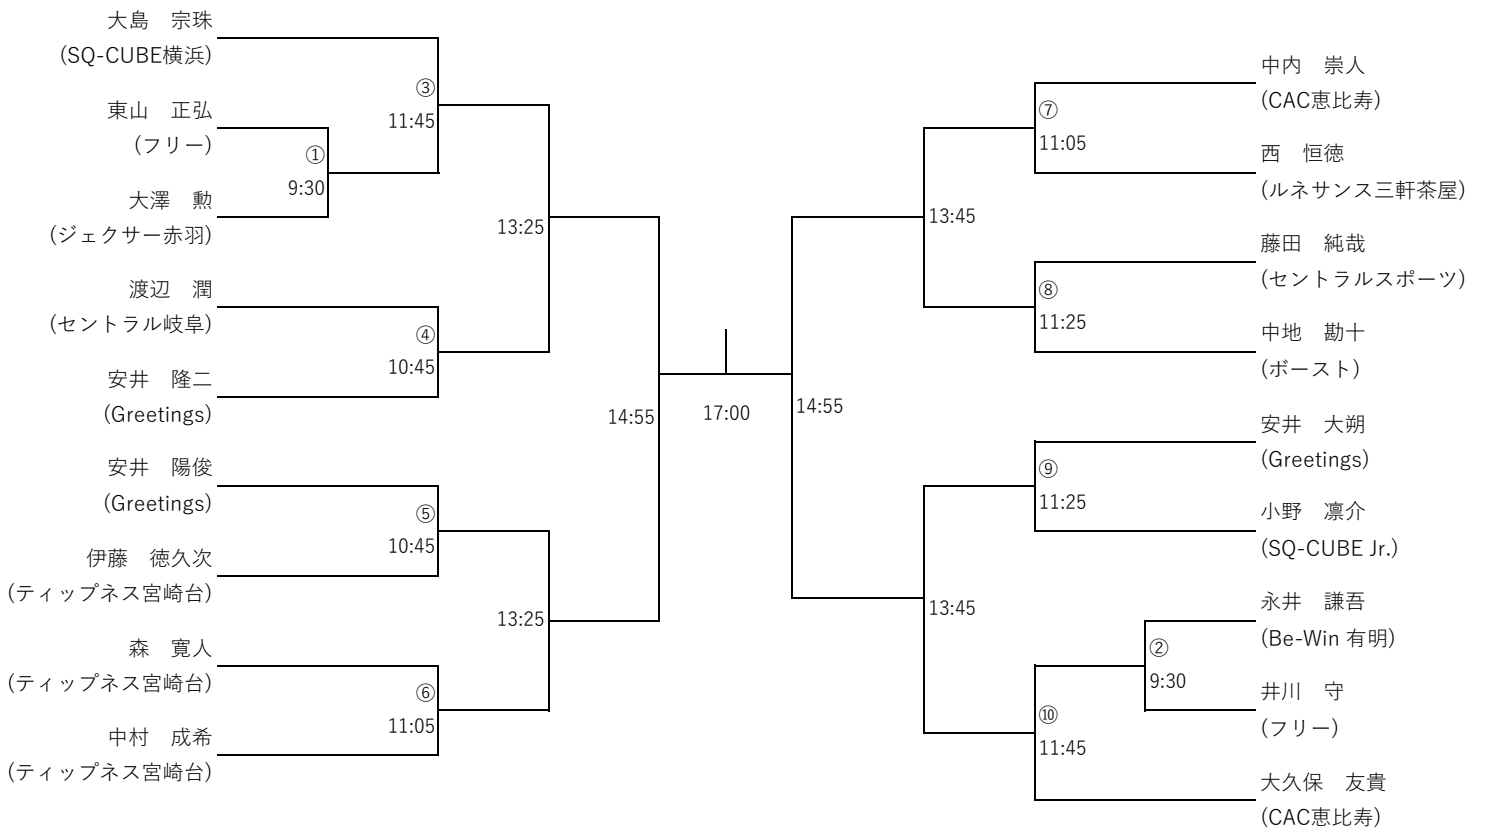 大島　宗珠
(SQ-CUBE横浜)
東山　正弘
(フリー)
大澤　勲
(ジェクサー赤羽)
渡辺　潤
(セントラル岐阜)
安井　隆二
(Greetings)
安井　陽俊
(Greetings)
伊藤　徳久次
(ティップネス宮崎台)
森　寛人
(ティップネス宮崎台)
中村　成希
(ティップネス宮崎台)
①
9:30
③
11:45
④
10:45
⑤
10:45
⑥
11:05
13:25
13:25
14:55
17:00
14:55
13:45
13:45
⑦
11:05
⑧
11:25
⑨
11:25
⑩
11:45
②
9:30
中内　崇人
(CAC恵比寿)
西　恒徳
(ルネサンス三軒茶屋)
藤田　純哉
(セントラルスポーツ)
中地　勘十
(ボースト)
安井　大朔
(Greetings)
小野　凛介
(SQ-CUBE Jr.)
永井　謙吾
(Be-Win 有明)
井川　守
(フリー)
大久保　友貴
(CAC恵比寿)